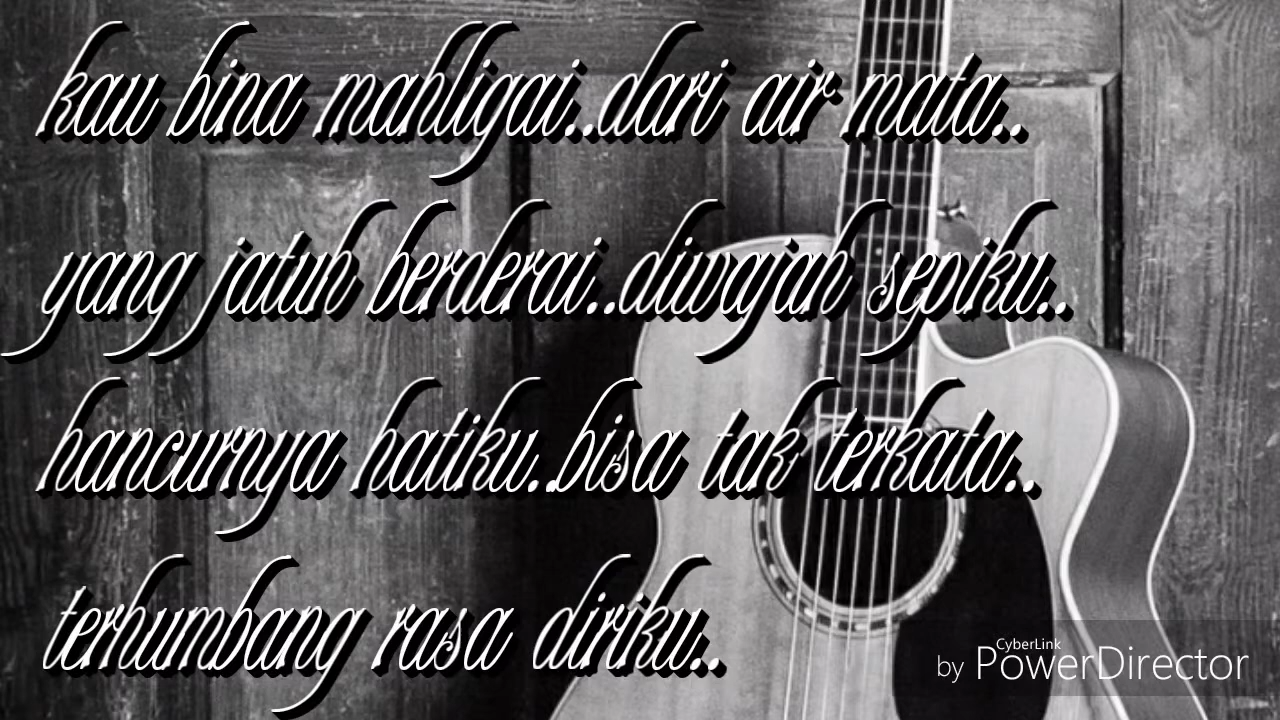 kau bina mahligai..dari air mata..
yang jatuh berderai..diwajah sepiku..
hancurnya hatiku..bisa tak terkata..
terhumbang rasa diriku..
by CyberLink PowerDirector